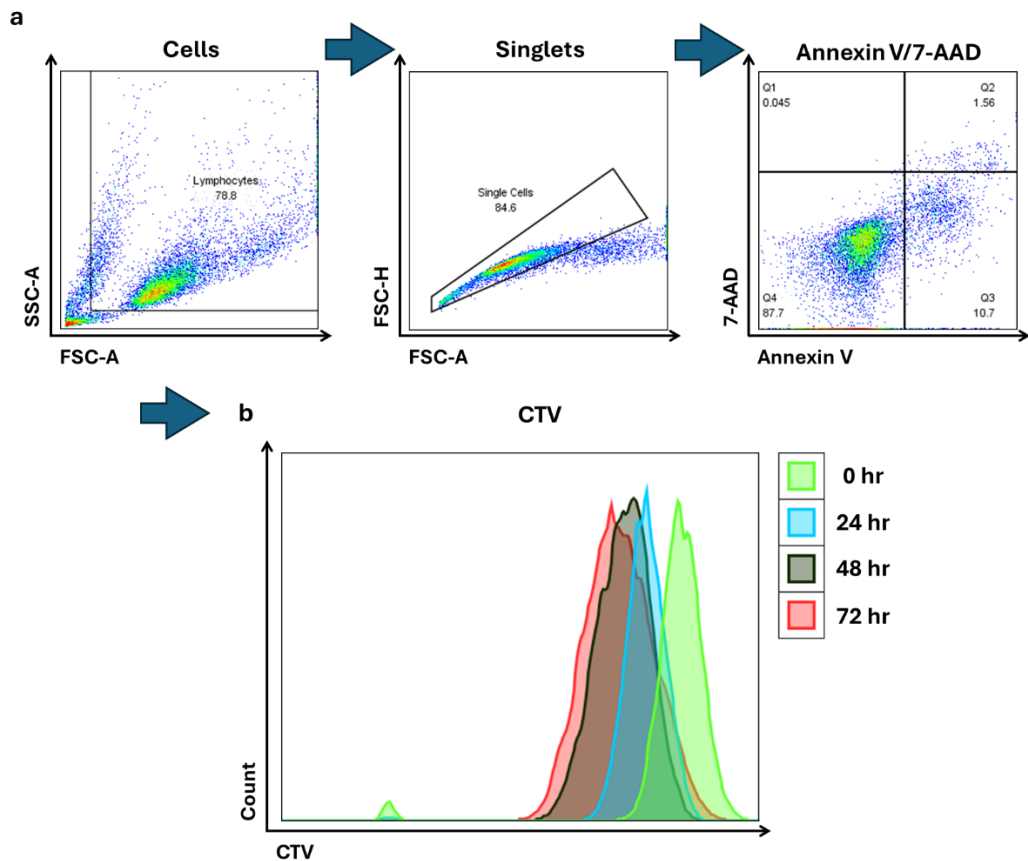 a
Cells
Singlets
Annexin V/7-AAD
SSC-A
Lymphocytes
78.8
FSC-A
FSC-H
Single Cells
84.6
FSC-A
7-AAD
Q1
0.045
Q2
1.56
Q4
87.7
Q3
10.7
Annexin V
b
CTV
Count
CTV
0 hr
24 hr
48 hr
72 hr